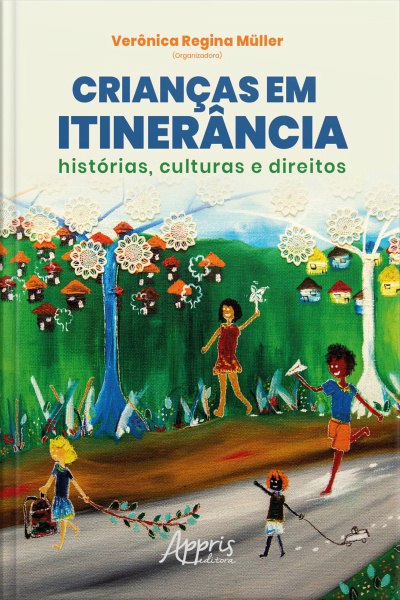 Verônica Regina Müller
(Organizadora)
CRIANÇAS EM
ITINERÂNCIA
histórias, culturas e direitos
Appris
editora